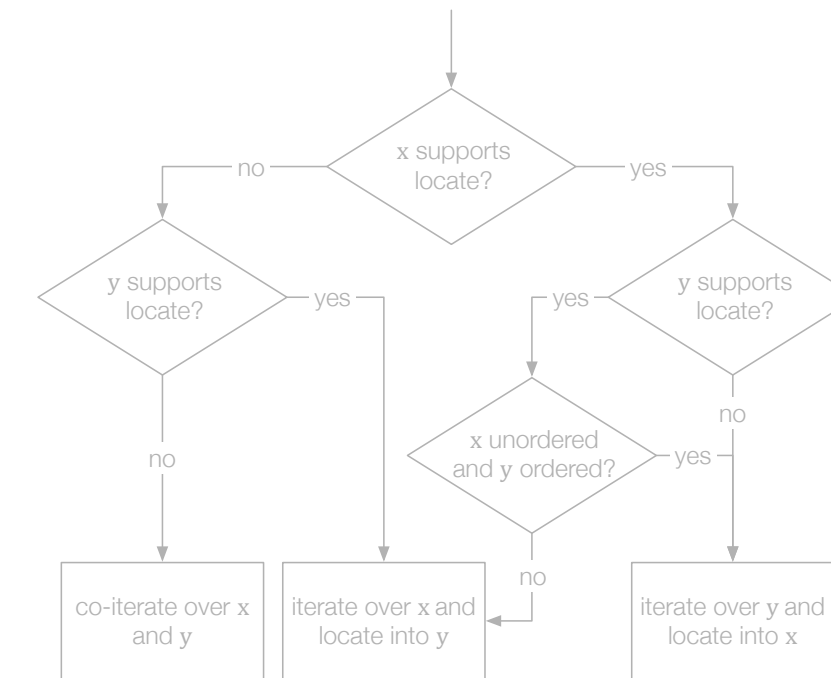 x supports
locate?
no
yes
y supports
locate?
yes
yes
y supports
locate?
no
x unordered
and y ordered?
yes
no
no
co-iterate over x
and y
iterate over x and
locate into y
iterate over y and
locate into x